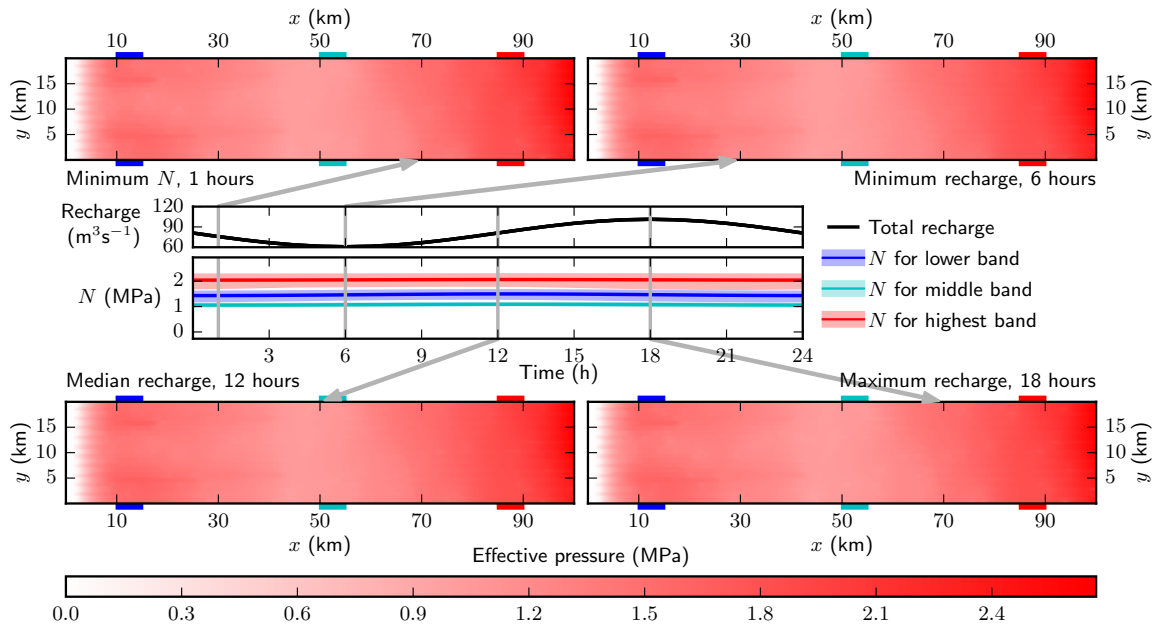 x (km) x (km)
10 30 50 70 90 10 30 50 70 90
y (km) 15 10 5 15 10 5 y (km)
Minimum N, 1 hours Minimum recharge, 6 hours
Recharge (m³s⁻¹) 120 90 60
Total recharge
N (MPa) 2 1 0
N for lower band
N for middle band
N for highest band
3 6 9 12 15 18 21 24
Time (h)
Median recharge, 12 hours Maximum recharge, 18 hours
y (km) 15 10 5 15 10 5 y (km)
10 30 50 70 90 10 30 50 70 90
x (km) x (km)
Effective pressure (MPa)
0.0 0.3 0.6 0.9 1.2 1.5 1.8 2.1 2.4